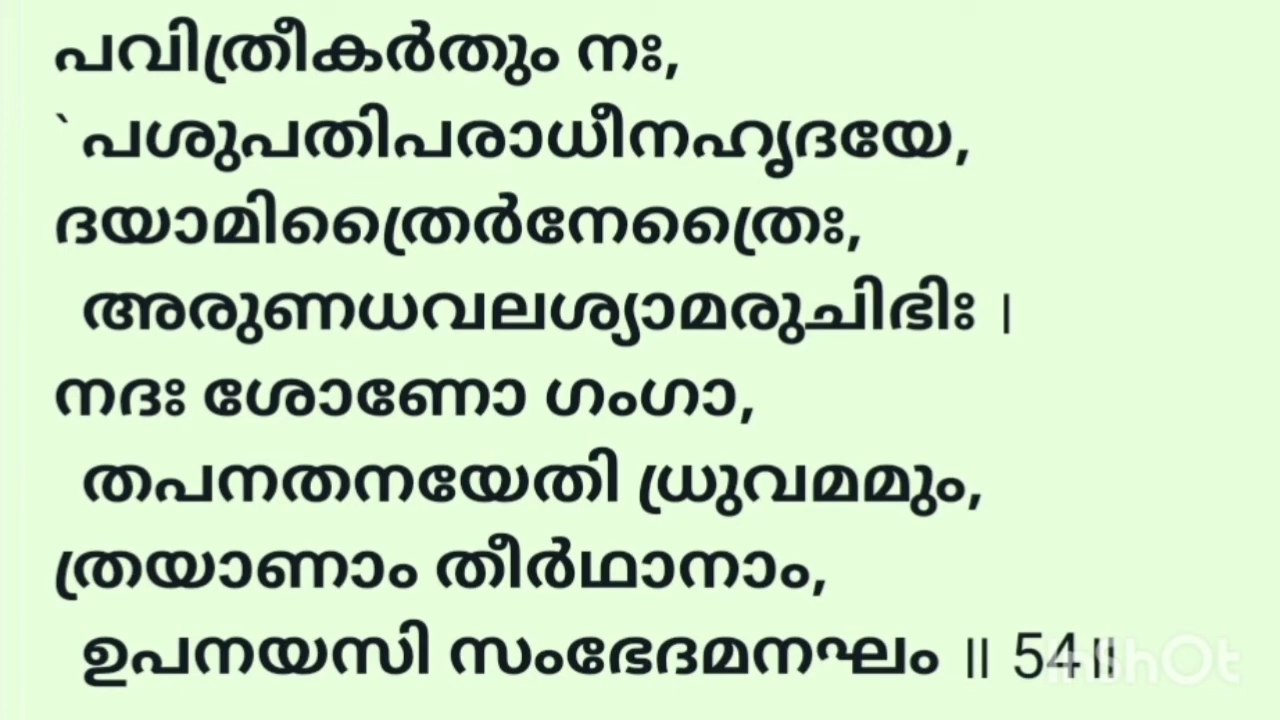 പവിത്രീകർതും നഃ,
`പശുപതിപരാധീനഹൃദയേ,
ദയാമിത്രൈർനേത്രൈഃ,
അരുണധവലശ്യാമരുചിഭിഃ ।
നദഃ ശോണോ ഗംഗാ,
തപനതനയേതി ധ്രുവമമും,
ത്രയാണാം തീർഥാനാം,
ഉപനയസി സംഭേദമനഘം ॥ 54॥
InShOt